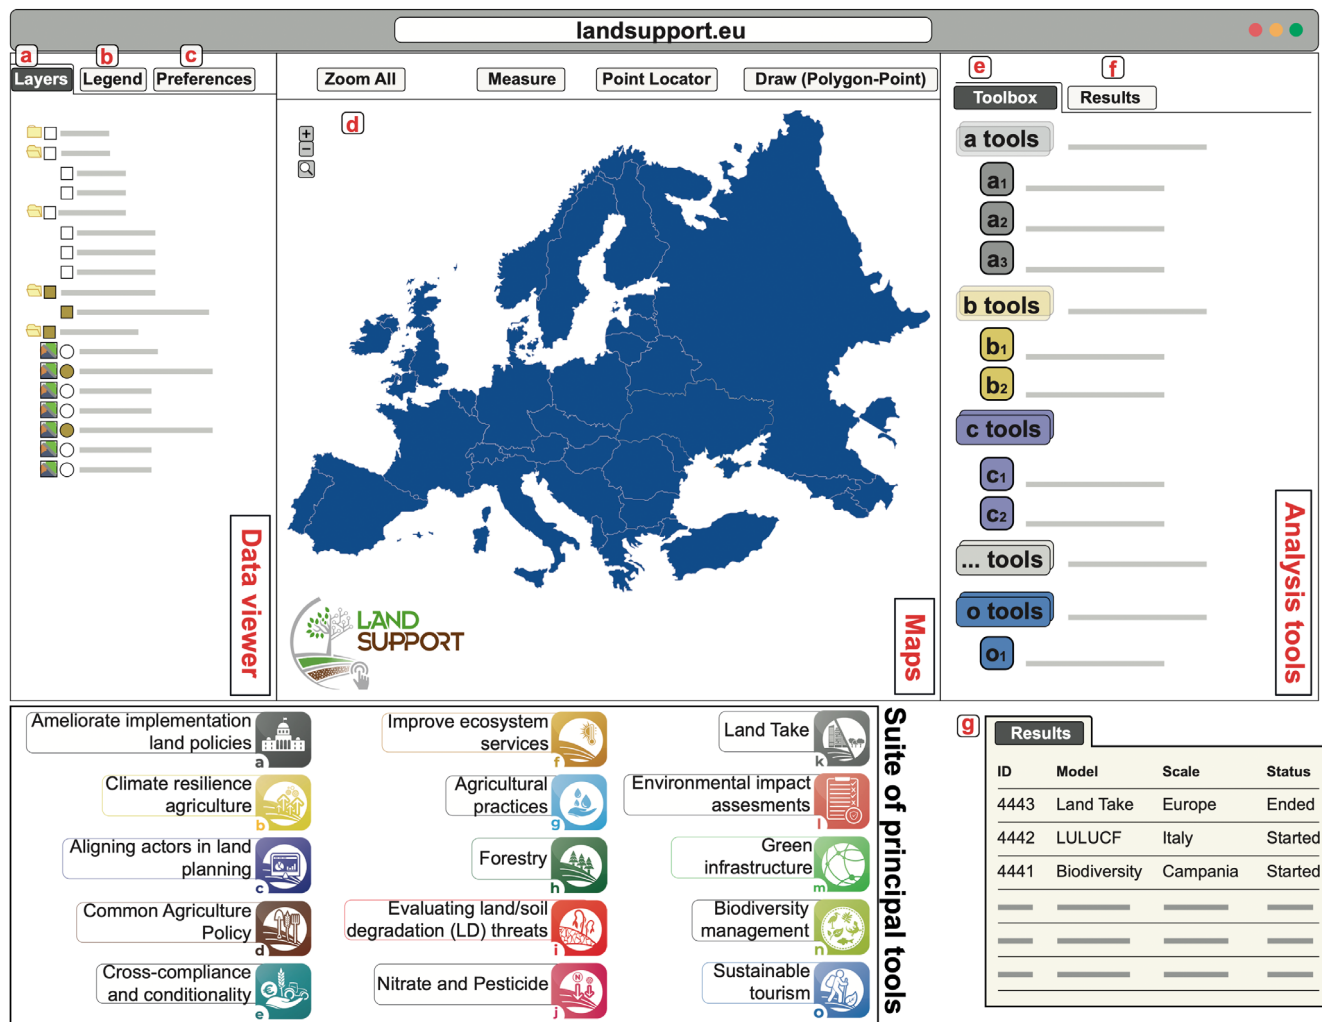 landsupport.eu
a
b
c
Layers
Legend
Preferences
Zoom All
Measure
Point Locator
Draw (Polygon-Point)
e
f
Toolbox
Results
d
+
−
a tools
a1
a2
a3
b tools
b1
b2
c tools
c1
c2
... tools
o tools
o1
Data viewer
LAND
SUPPORT
Maps
Analysis tools
Ameliorate implementation
land policies
a
Climate resilience
agriculture
b
Aligning actors in land
planning
c
Common Agriculture
Policy
d
Cross-compliance
and conditionality
€
e
Improve ecosystem
services
f
Agricultural
practices
g
Forestry
h
Evaluating land/soil
degradation (LD) threats
i
Nitrate and Pesticide
j
Land Take
k
Environmental impact
assesments
l
Green
infrastructure
m
Biodiversity
management
n
Sustainable
tourism
o
Suite of principal tools
g
Results
ID Model Scale Status
4443 Land Take Europe Ended
4442 LULUCF Italy Started
4441 Biodiversity Campania Started